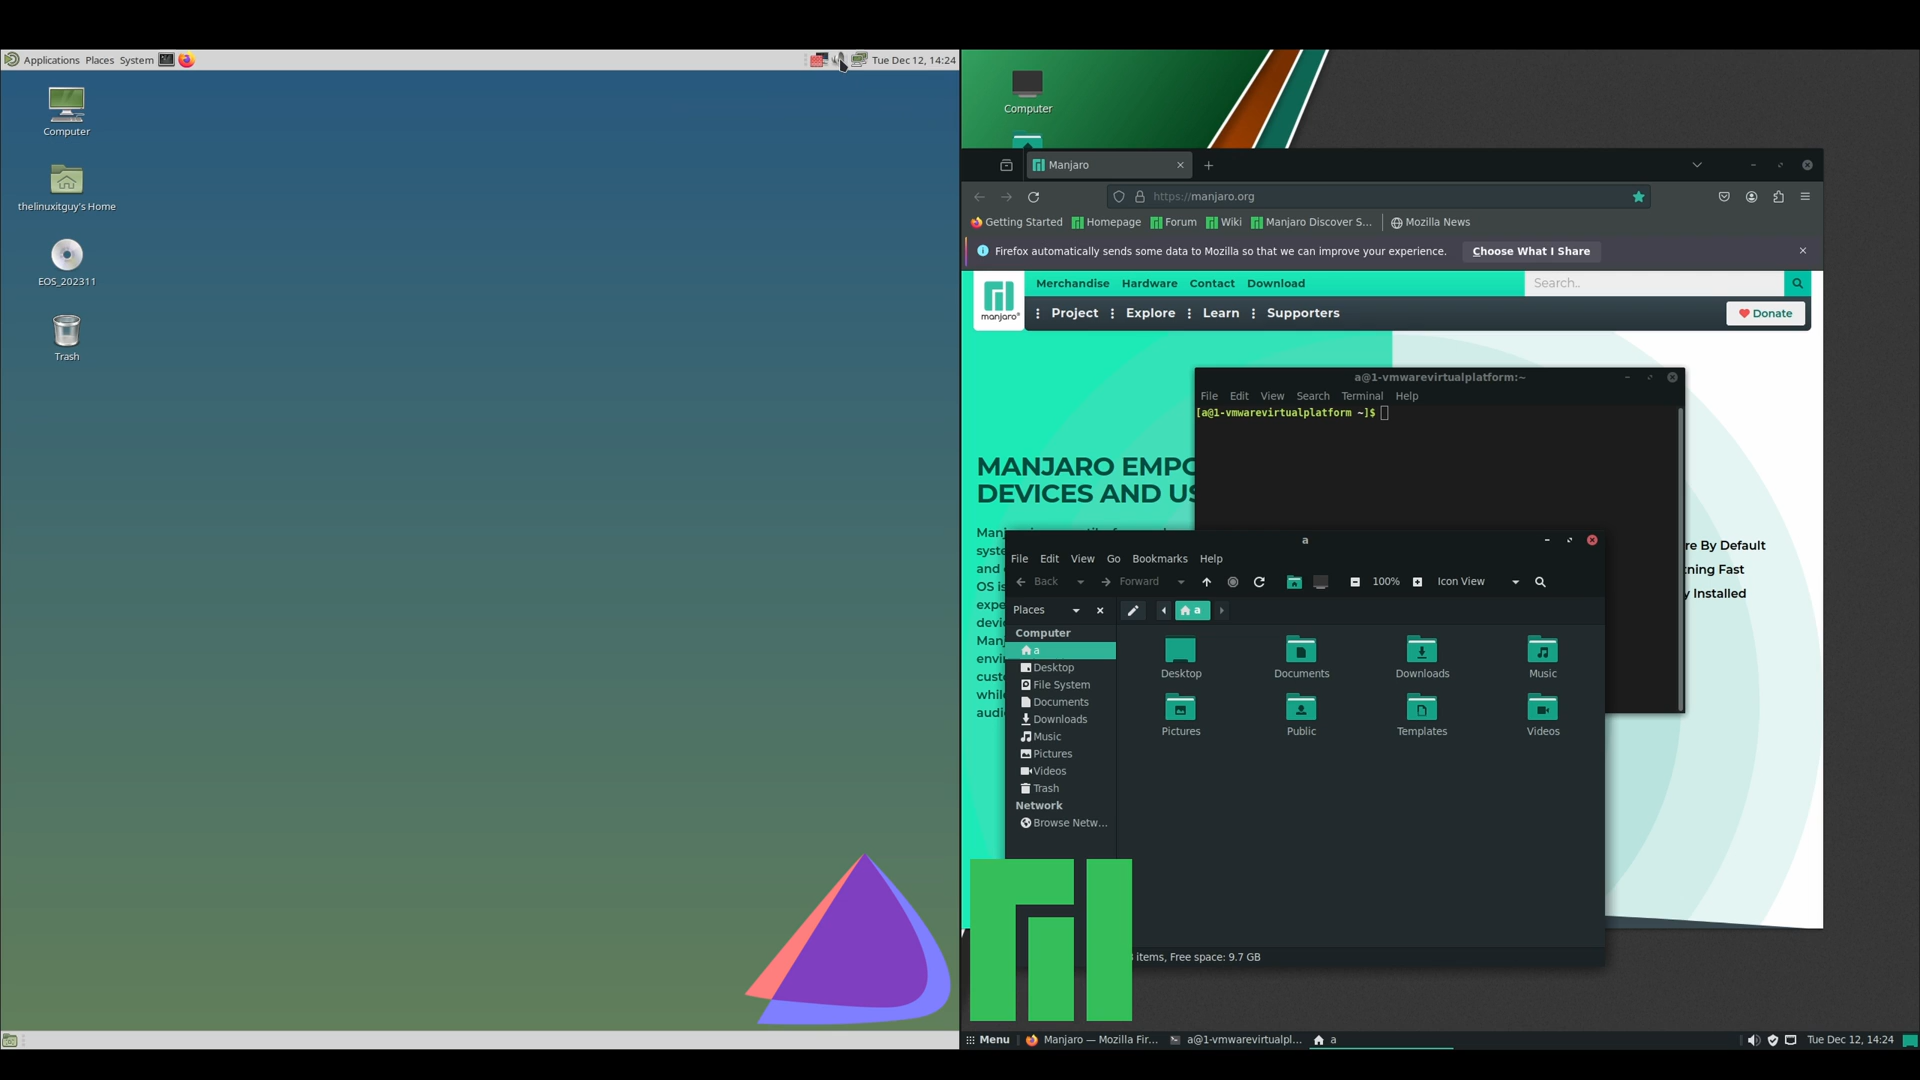 Applications Places System
Tue Dec 12, 14:24
Computer
thelinuxitguy's Home
EOS_202311
Trash
Computer
Manjaro
https://manjaro.org
Getting Started Homepage Forum Wiki Manjaro Discover S... Mozilla News
Firefox automatically sends some data to Mozilla so that we can improve your experience. Choose What I Share
manjaro
Merchandise Hardware Contact Download
Search..
Project Explore Learn Supporters
Donate
MANJARO EMPO
DEVICES AND US
OS is
re By Default
ning Fast
Installed
a@1-vmwarevirtualplatform:~
File Edit View Search Terminal Help
[a@1-vmwarevirtualplatform ~]$
a
File Edit View Go Bookmarks Help
Back Forward 100% Icon View
Places a
Computer
a
Desktop
File System
Documents
Downloads
Music
Pictures
Videos
Trash
Network
Browse Netw...
Desktop Documents Downloads Music
Pictures Public Templates Videos
items, Free space: 9.7 GB
Menu Manjaro — Mozilla Fir... a@1-vmwarevirtualpl... a
Tue Dec 12, 14:24